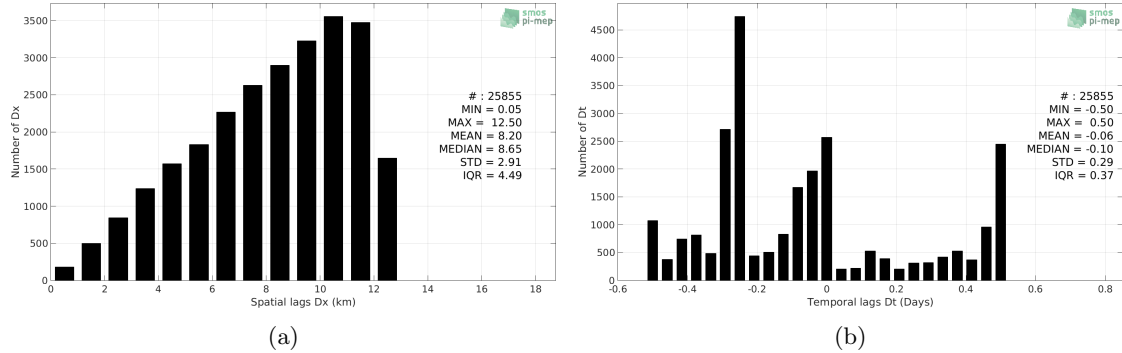 3500
3000
2500
2000
1500
1000
500
0
Number of Dx
0
2
4
6
8
10
12
14
16
18
Spatial lags Dx (km)
smos
pi-mep
# : 25855
MIN = 0.05
MAX = 12.50
MEAN = 8.20
MEDIAN = 8.65
STD = 2.91
IQR = 4.49
(a)
4500
4000
3500
3000
2500
2000
1500
1000
500
0
Number of Dt
-0.6
-0.4
-0.2
0
0.2
0.4
0.6
0.8
Temporal lags Dt (Days)
smos
pi-mep
# : 25855
MIN = -0.50
MAX = 0.50
MEAN = -0.06
MEDIAN = -0.10
STD = 0.29
IQR = 0.37
(b)